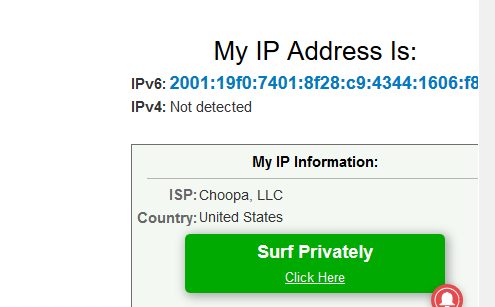 My IP Address Is:
IPv6: 2001:19f0:7401:8f28:c9:4344:1606:f8
IPv4: Not detected
My IP Information:
ISP: Choopa, LLC
Country: United States
Surf Privately
Click Here